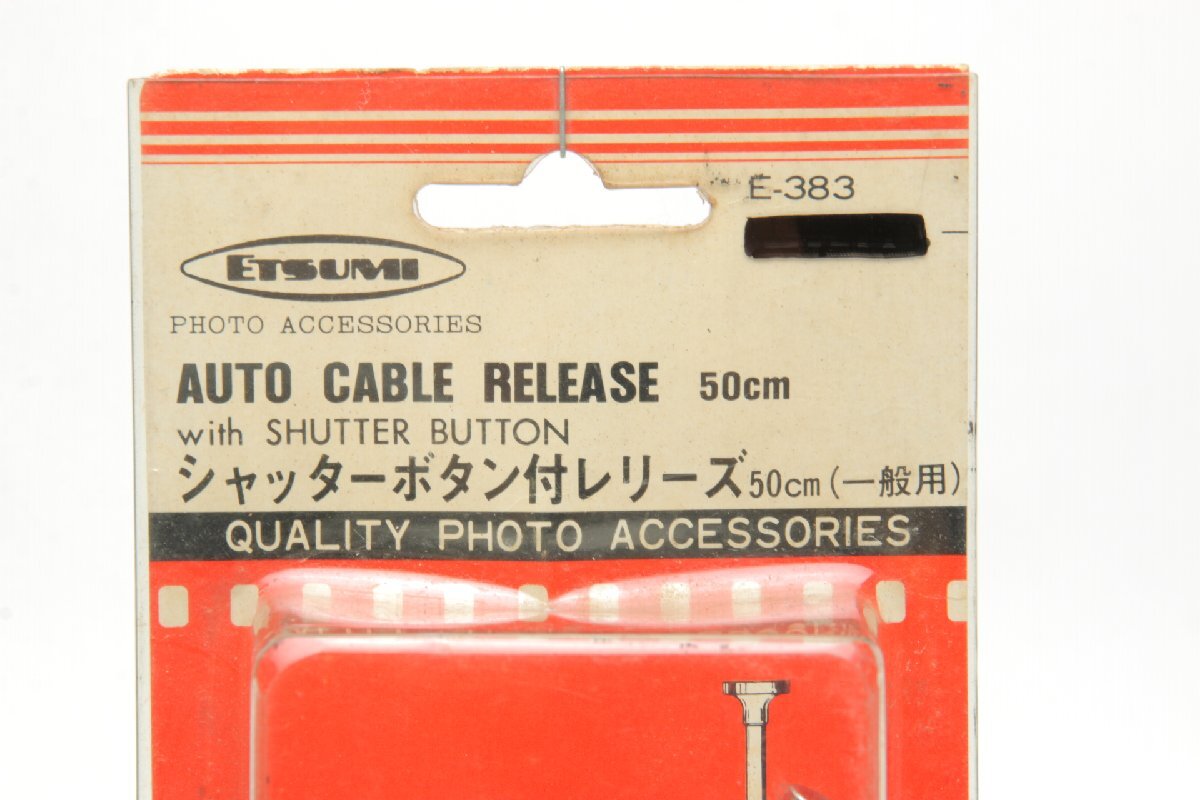 E-383
ETSUMI
PHOTO ACCESSORIES
AUTO CABLE RELEASE 50cm
with SHUTTER BUTTON
シャッターボタン付レリーズ50cm(一般用)
QUALITY PHOTO ACCESSORIES